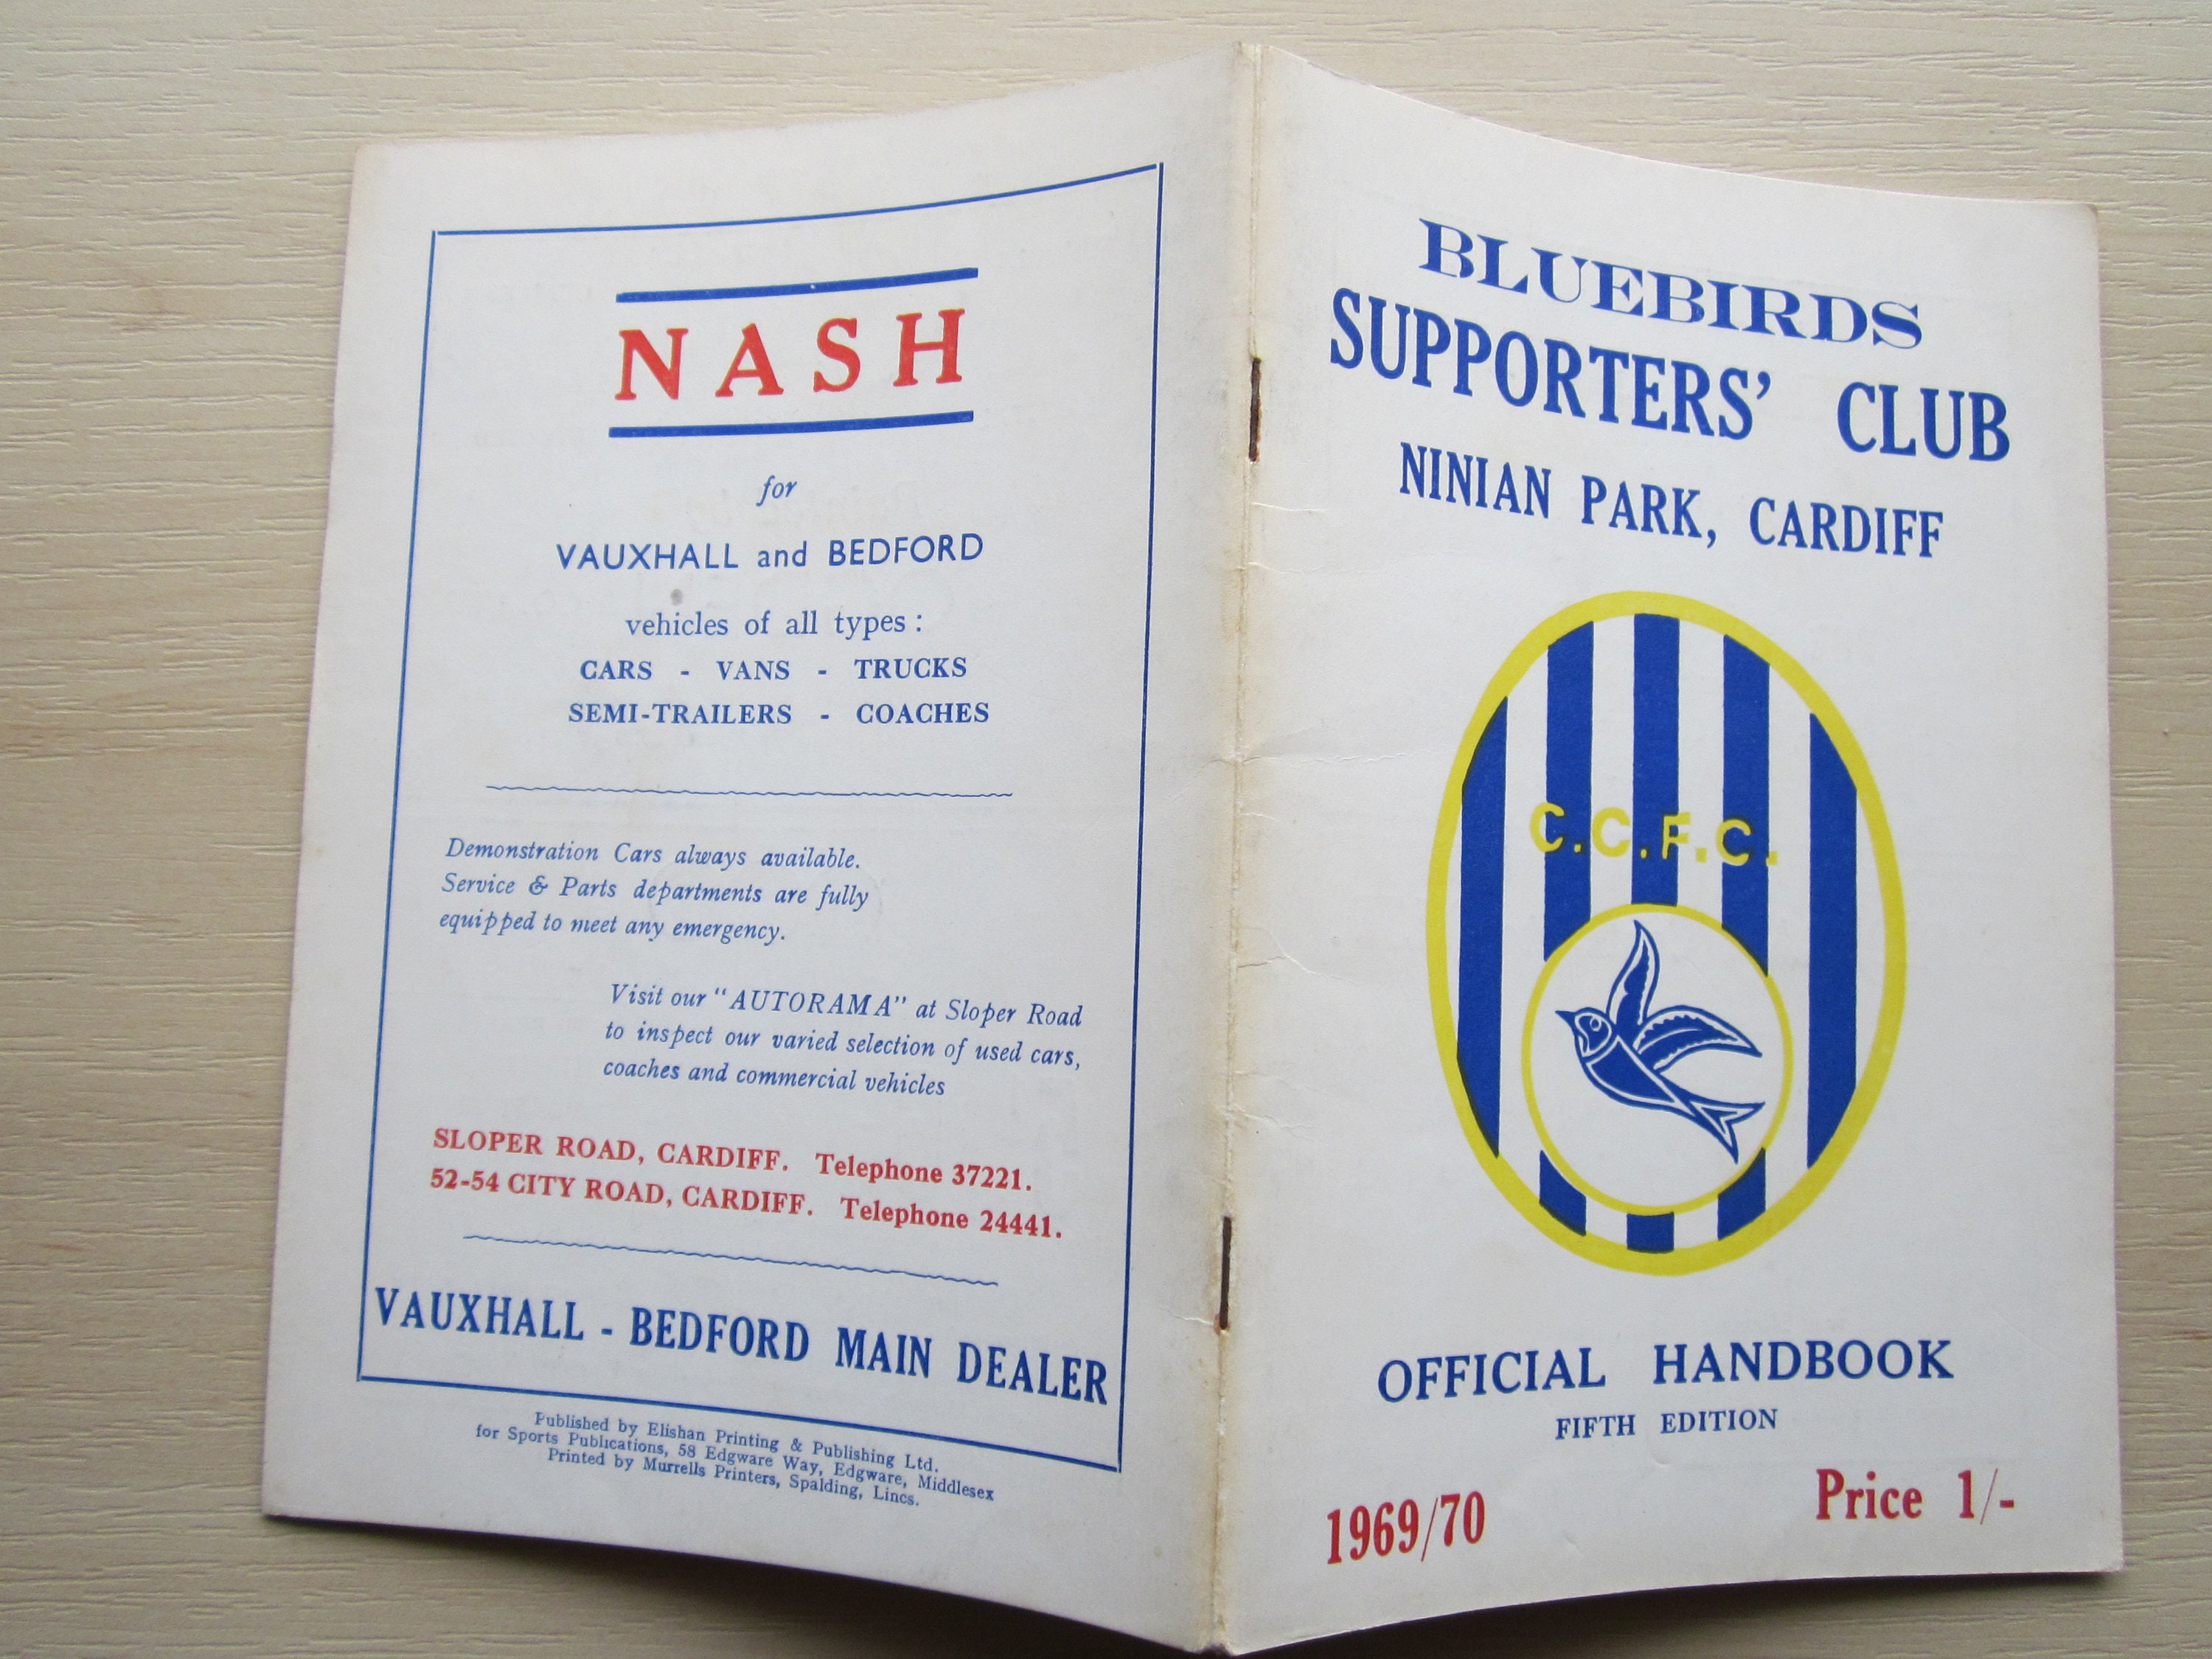 NASH
for
VAUXHALL and BEDFORD
vehicles of all types :
CARS - VANS - TRUCKS
SEMI-TRAILERS - COACHES
Demonstration Cars always available.
Service & Parts departments are fully
equipped to meet any emergency.
Visit our "AUTORAMA" at Sloper Road
to inspect our varied selection of used cars,
coaches and commercial vehicles
SLOPER ROAD, CARDIFF. Telephone 37221.
52-54 CITY ROAD, CARDIFF. Telephone 24441.
VAUXHALL - BEDFORD MAIN DEALER
Published by Elishan Printing & Publishing Ltd.
for Sports Publications, 58 Edgware Way, Edgware, Middlesex
Printed by Murrells Printers, Spalding, Lincs.
BLUEBIRDS
SUPPORTERS' CLUB
NINIAN PARK, CARDIFF
C.C.F.C.
OFFICIAL HANDBOOK
FIFTH EDITION
1969/70 Price 1/-